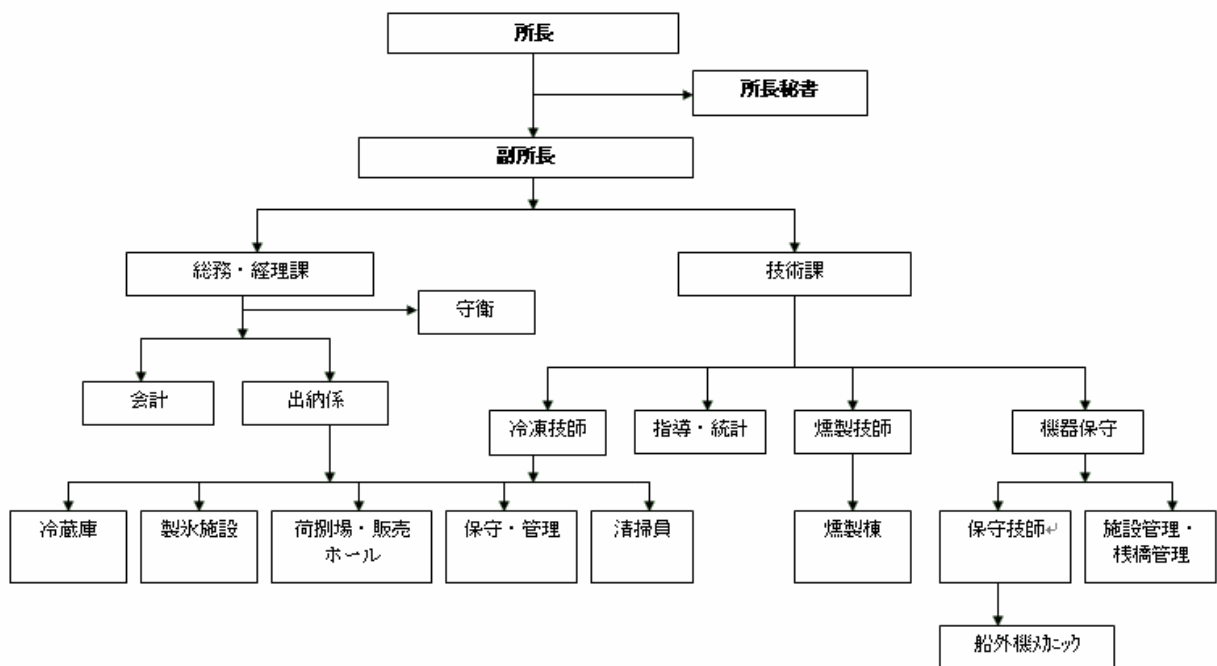 所長
所長秘書
副所長
総務・経理課
技術課
守衛
会計
出納係
冷凍技師
指導・統計
燻製技師
機器保守
冷蔵庫
製氷施設
荷捌場・販売
ホール
保守・管理
清掃員
燻製棟
保守技師↵
施設管理・
桟橋管理
船外機ﾒｶﾆｯｸ